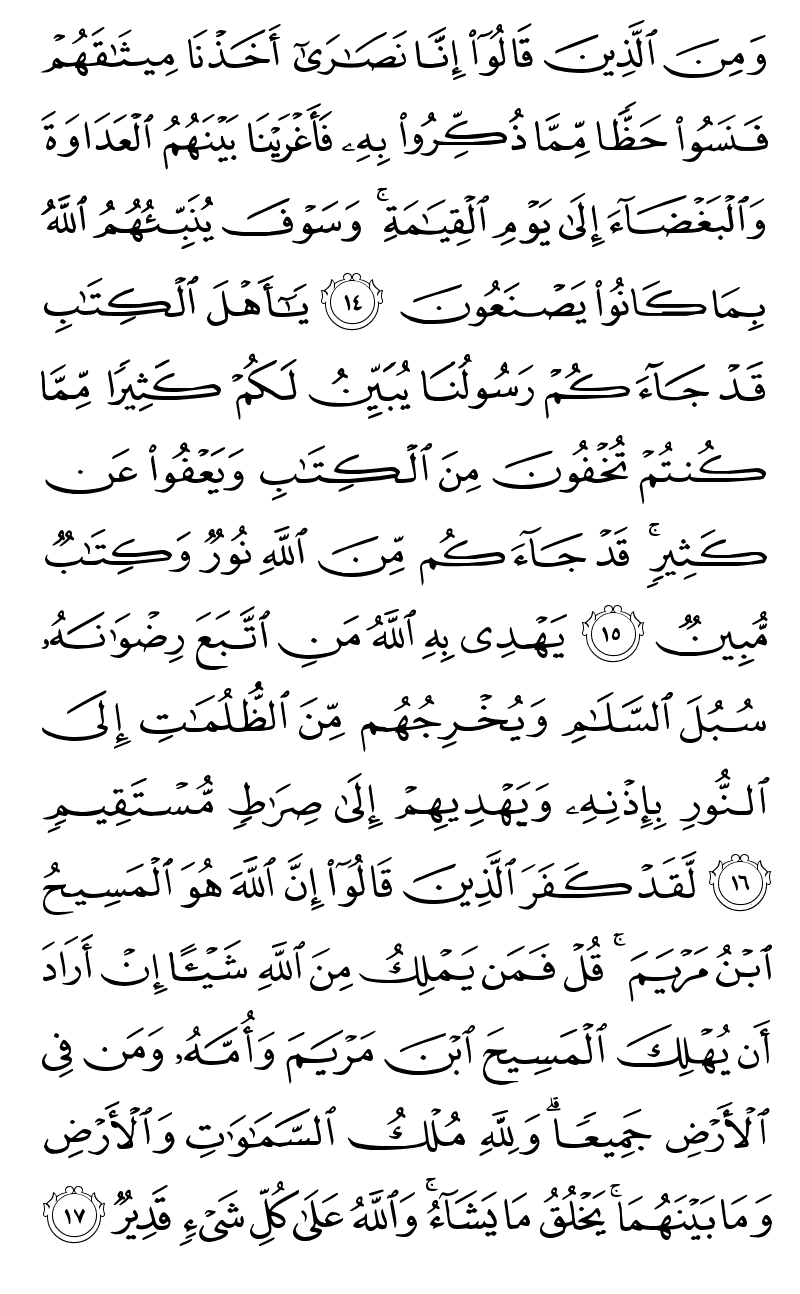 وَمِنَ ٱلَّذِينَ قَالُوٓا۟ إِنَّا نَصَـٰرَىٰٓ أَخَذْنَا مِيثَـٰقَهُمْ
فَنَسُوا۟ حَظًّا مِّمَّا ذُكِّرُوا۟ بِهِۦ فَأَغْرَيْنَا بَيْنَهُمُ ٱلْعَدَاوَةَ
وَٱلْبَغْضَآءَ إِلَىٰ يَوْمِ ٱلْقِيَـٰمَةِ ۚ وَسَوْفَ يُنَبِّئُهُمُ ٱللَّهُ
بِمَا كَانُوا۟ يَصْنَعُونَ ١٤ يَـٰٓأَهْلَ ٱلْكِتَـٰبِ
قَدْ جَآءَكُمْ رَسُولُنَا يُبَيِّنُ لَكُمْ كَثِيرًا مِّمَّا
كُنتُمْ تُخْفُونَ مِنَ ٱلْكِتَـٰبِ وَيَعْفُوا۟ عَن
كَثِيرٍ ۚ قَدْ جَآءَكُم مِّنَ ٱللَّهِ نُورٌ وَكِتَـٰبٌ
مُّبِينٌ ١٥ يَهْدِى بِهِ ٱللَّهُ مَنِ ٱتَّبَعَ رِضْوَٰنَهُۥ
سُبُلَ ٱلسَّلَـٰمِ وَيُخْرِجُهُم مِّنَ ٱلظُّلُمَـٰتِ إِلَى
ٱلنُّورِ بِإِذْنِهِۦ وَيَهْدِيهِمْ إِلَىٰ صِرَٰطٍ مُّسْتَقِيمٍ
١٦ لَّقَدْ كَفَرَ ٱلَّذِينَ قَالُوٓا۟ إِنَّ ٱللَّهَ هُوَ ٱلْمَسِيحُ
ٱبْنُ مَرْيَمَ ۚ قُلْ فَمَن يَمْلِكُ مِنَ ٱللَّهِ شَيْـًٔا إِنْ أَرَادَ
أَن يُهْلِكَ ٱلْمَسِيحَ ٱبْنَ مَرْيَمَ وَأُمَّهُۥ وَمَن فِى
ٱلْأَرْضِ جَمِيعًا ۗ وَلِلَّهِ مُلْكُ ٱلسَّمَـٰوَٰتِ وَٱلْأَرْضِ
وَمَا بَيْنَهُمَا ۚ يَخْلُقُ مَا يَشَآءُ ۚ وَٱللَّهُ عَلَىٰ كُلِّ شَىْءٍ قَدِيرٌ ١٧